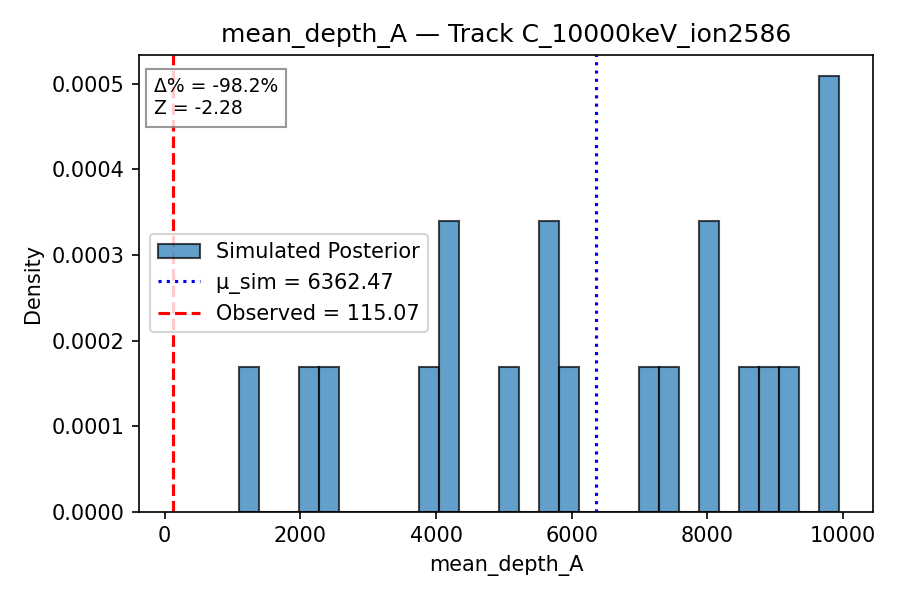 mean_depth_A — Track C_10000keV_ion2586
Δ% = -98.2%
Z = -2.28
Simulated Posterior
μ_sim = 6362.47
Observed = 115.07
Density
0.0005
0.0004
0.0003
0.0002
0.0001
0.0000
0 2000 4000 6000 8000 10000
mean_depth_A